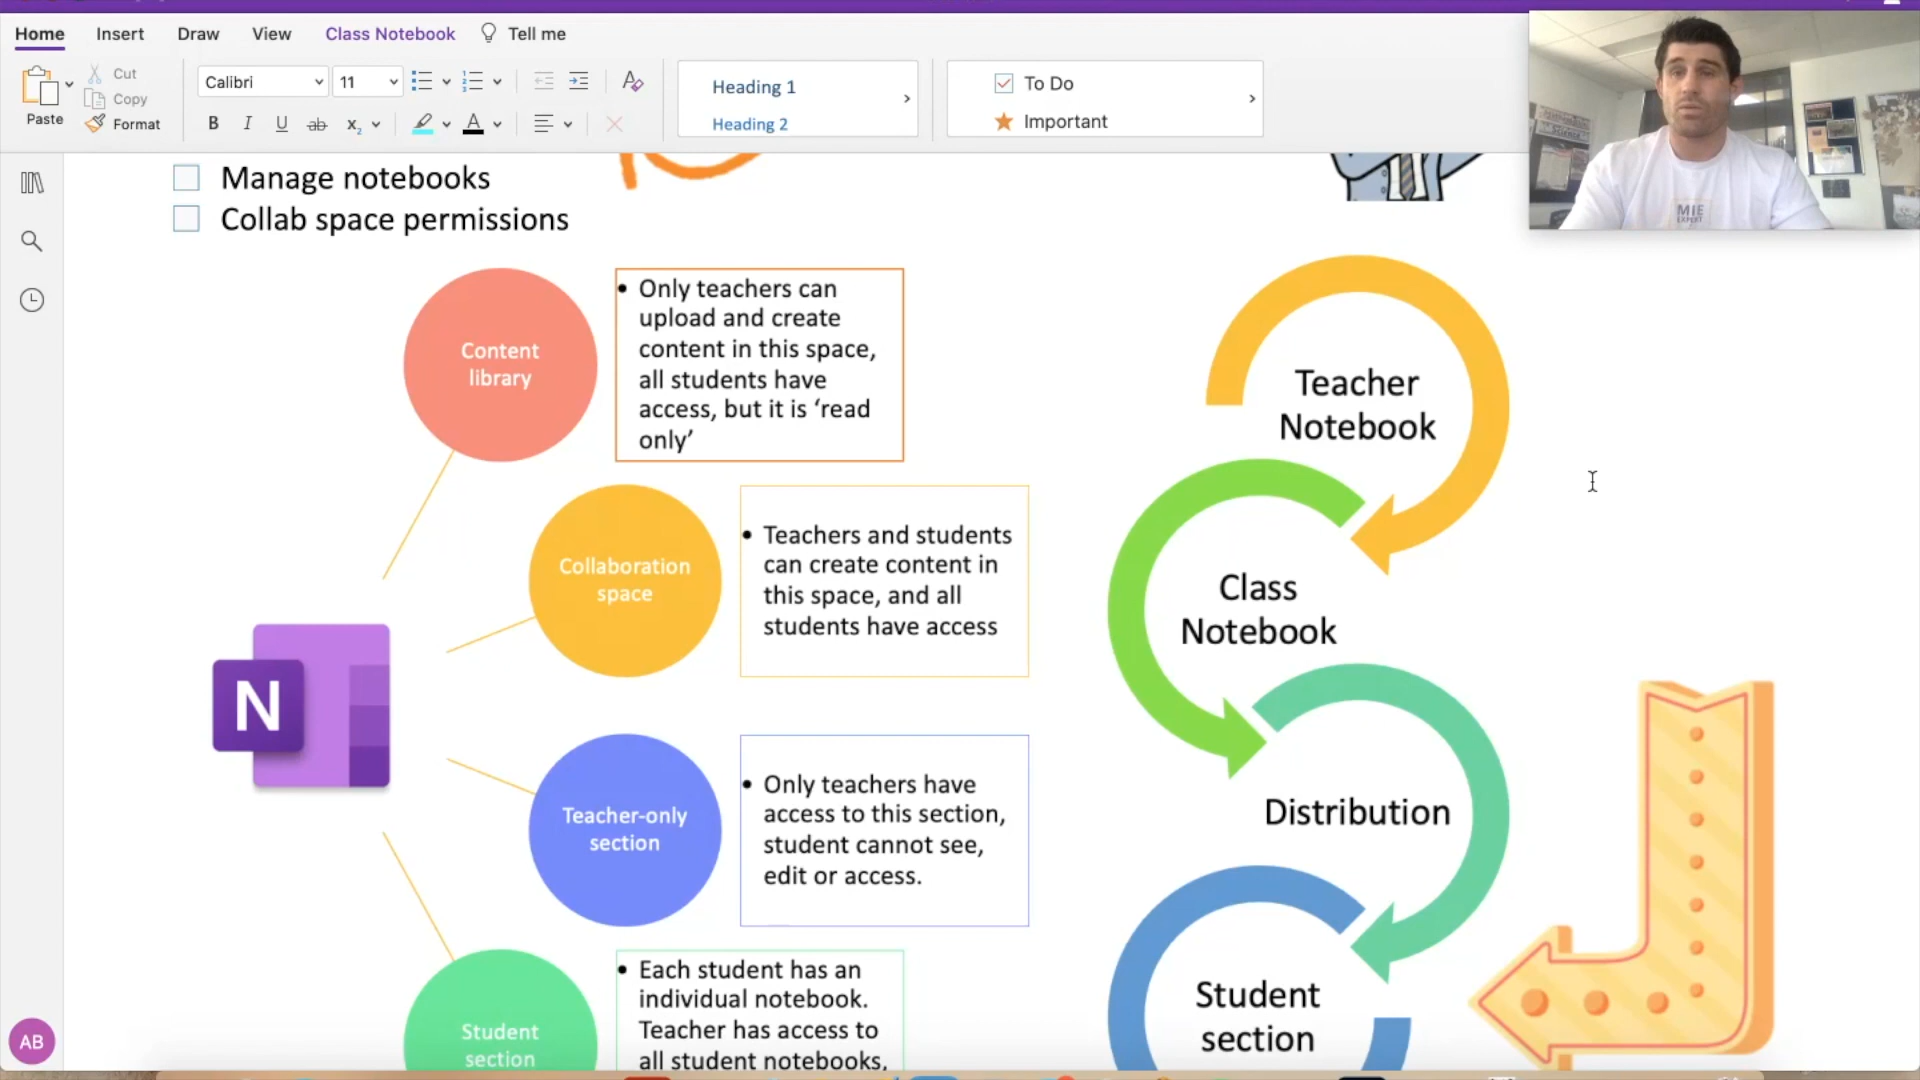 Home Insert Draw View Class Notebook Tell me
Paste
Cut
Copy
Format
Calibri 11
B I U ab x₂ A
Heading 1
Heading 2
To Do
Important
MIE
EXPERT
Manage notebooks
Collab space permissions
Content
library
• Only teachers can
upload and create
content in this space,
all students have
access, but it is ‘read
only’
Collaboration
space
• Teachers and students
can create content in
this space, and all
students have access
N
Teacher-only
section
• Only teachers have
access to this section,
student cannot see,
edit or access.
Student
section
• Each student has an
individual notebook.
Teacher has access to
all student notebooks,
Teacher
Notebook
Class
Notebook
Distribution
Student
section
AB